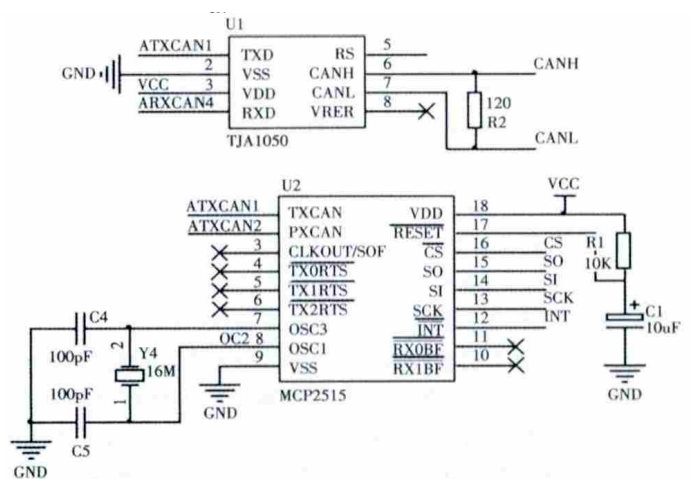 U1
ATXCAN1 TXD RS 5
GND 2 VSS CANH 6 CANH
VCC 3 VDD CANL 7
ARXCAN4 RXD VRER 8
120
R2
CANL
TJA1050
U2
VCC
ATXCAN1 TXCAN VDD 18
ATXCAN2 PXCAN RESET 17
3 CLKOUT/SOF CS 16 CS
4 TX0RTS SO 15 SO
5 TX1RTS SI 14 SI
6 TX2RTS SCK 13 SCK
7 OSC3 INT 12 INT
OC2 8 OSC1 RX0BF 11
9 VSS RX1BF 10
MCP2515
R1
10K
+
C1
10uF
GND
C4
100pF
2
Y4
16M
1
100pF
C5
GND
GND